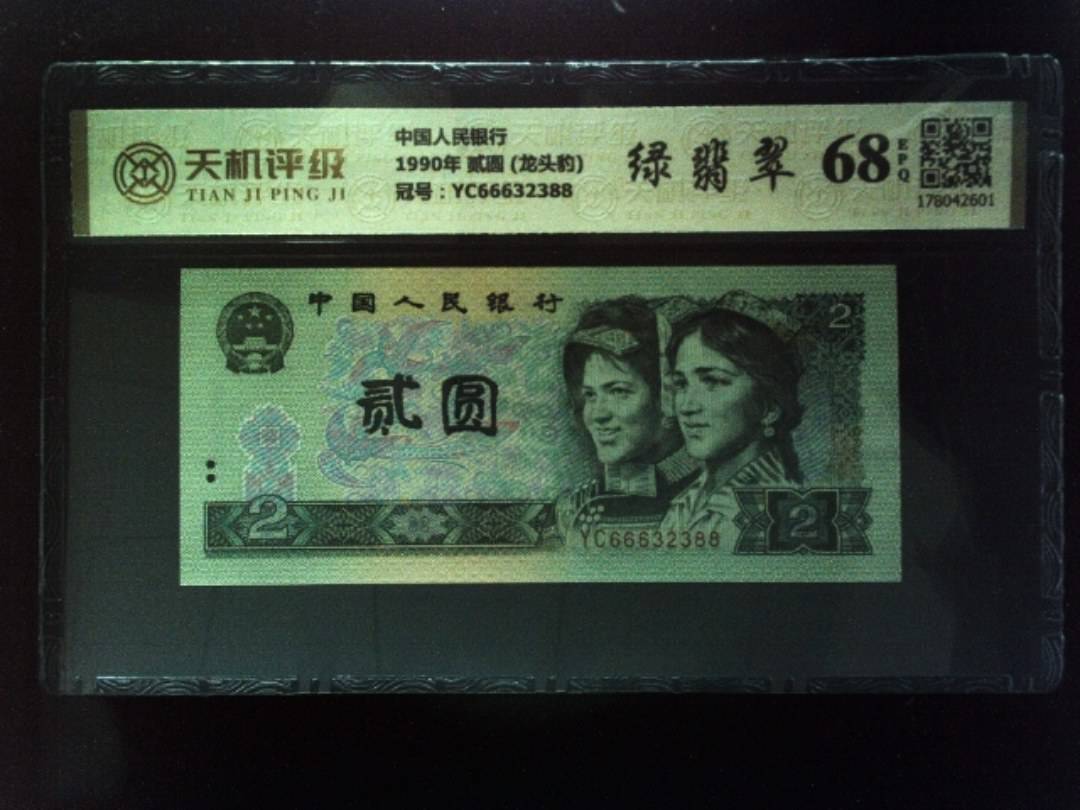 天机评级
TIAN JI PING JI
中国人民银行
1990年 贰圆 (龙头豹)
冠号：YC66632388
绿翡翠
68
EPQ
178042601
中国人民银行
2
贰圆
2
YC66632388
2